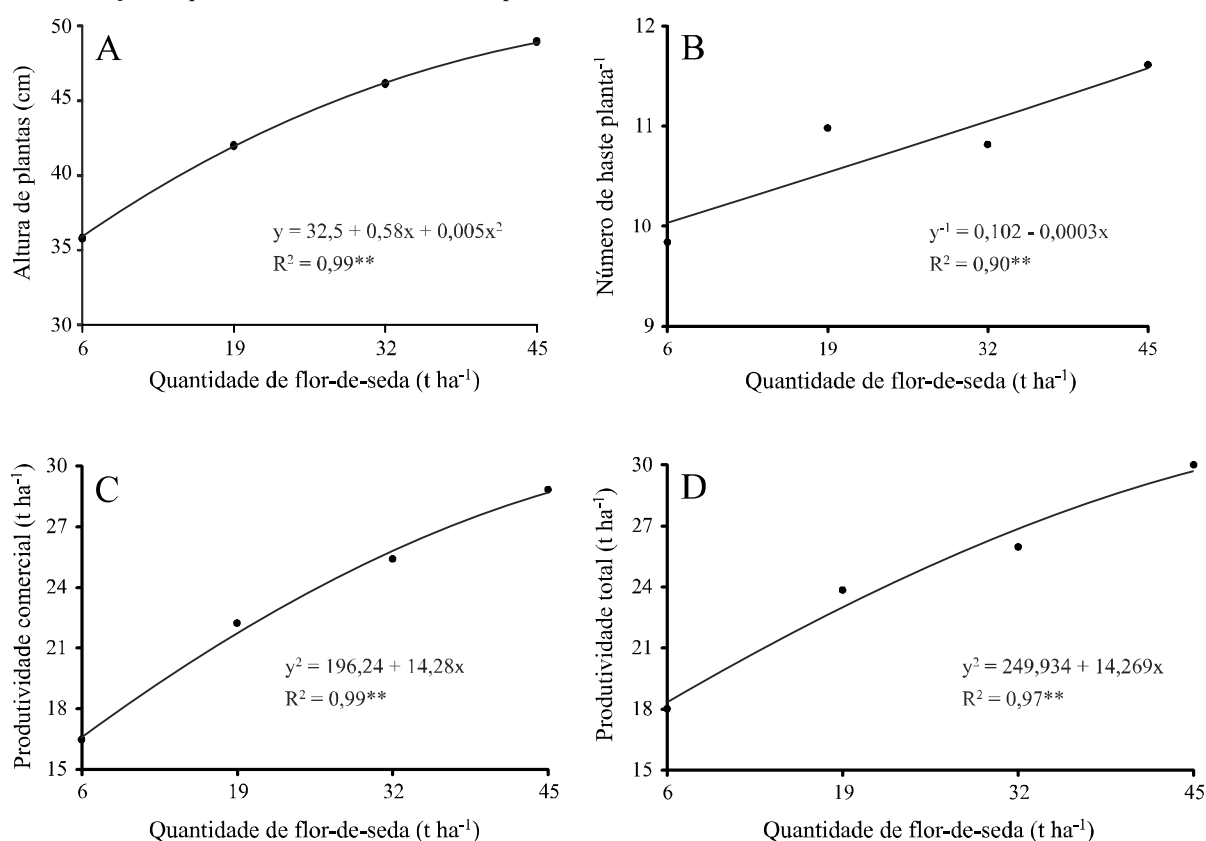 A
50
45
40
35
30
Altura de plantas (cm)
y = 32,5 + 0,58x + 0,005x²
R² = 0,99**
6 19 32 45
Quantidade de flor-de-seda (t ha⁻¹)
B
12
11
10
9
Número de haste planta⁻¹
y⁻¹ = 0,102 - 0,0003x
R² = 0,90**
6 19 32 45
Quantidade de flor-de-seda (t ha⁻¹)
C
30
27
24
21
18
15
Produtividade comercial (t ha⁻¹)
y² = 196,24 + 14,28x
R² = 0,99**
6 19 32 45
Quantidade de flor-de-seda (t ha⁻¹)
D
30
27
24
21
18
15
Produtividade total (t ha⁻¹)
y² = 249,934 + 14,269x
R² = 0,97**
6 19 32 45
Quantidade de flor-de-seda (t ha⁻¹)